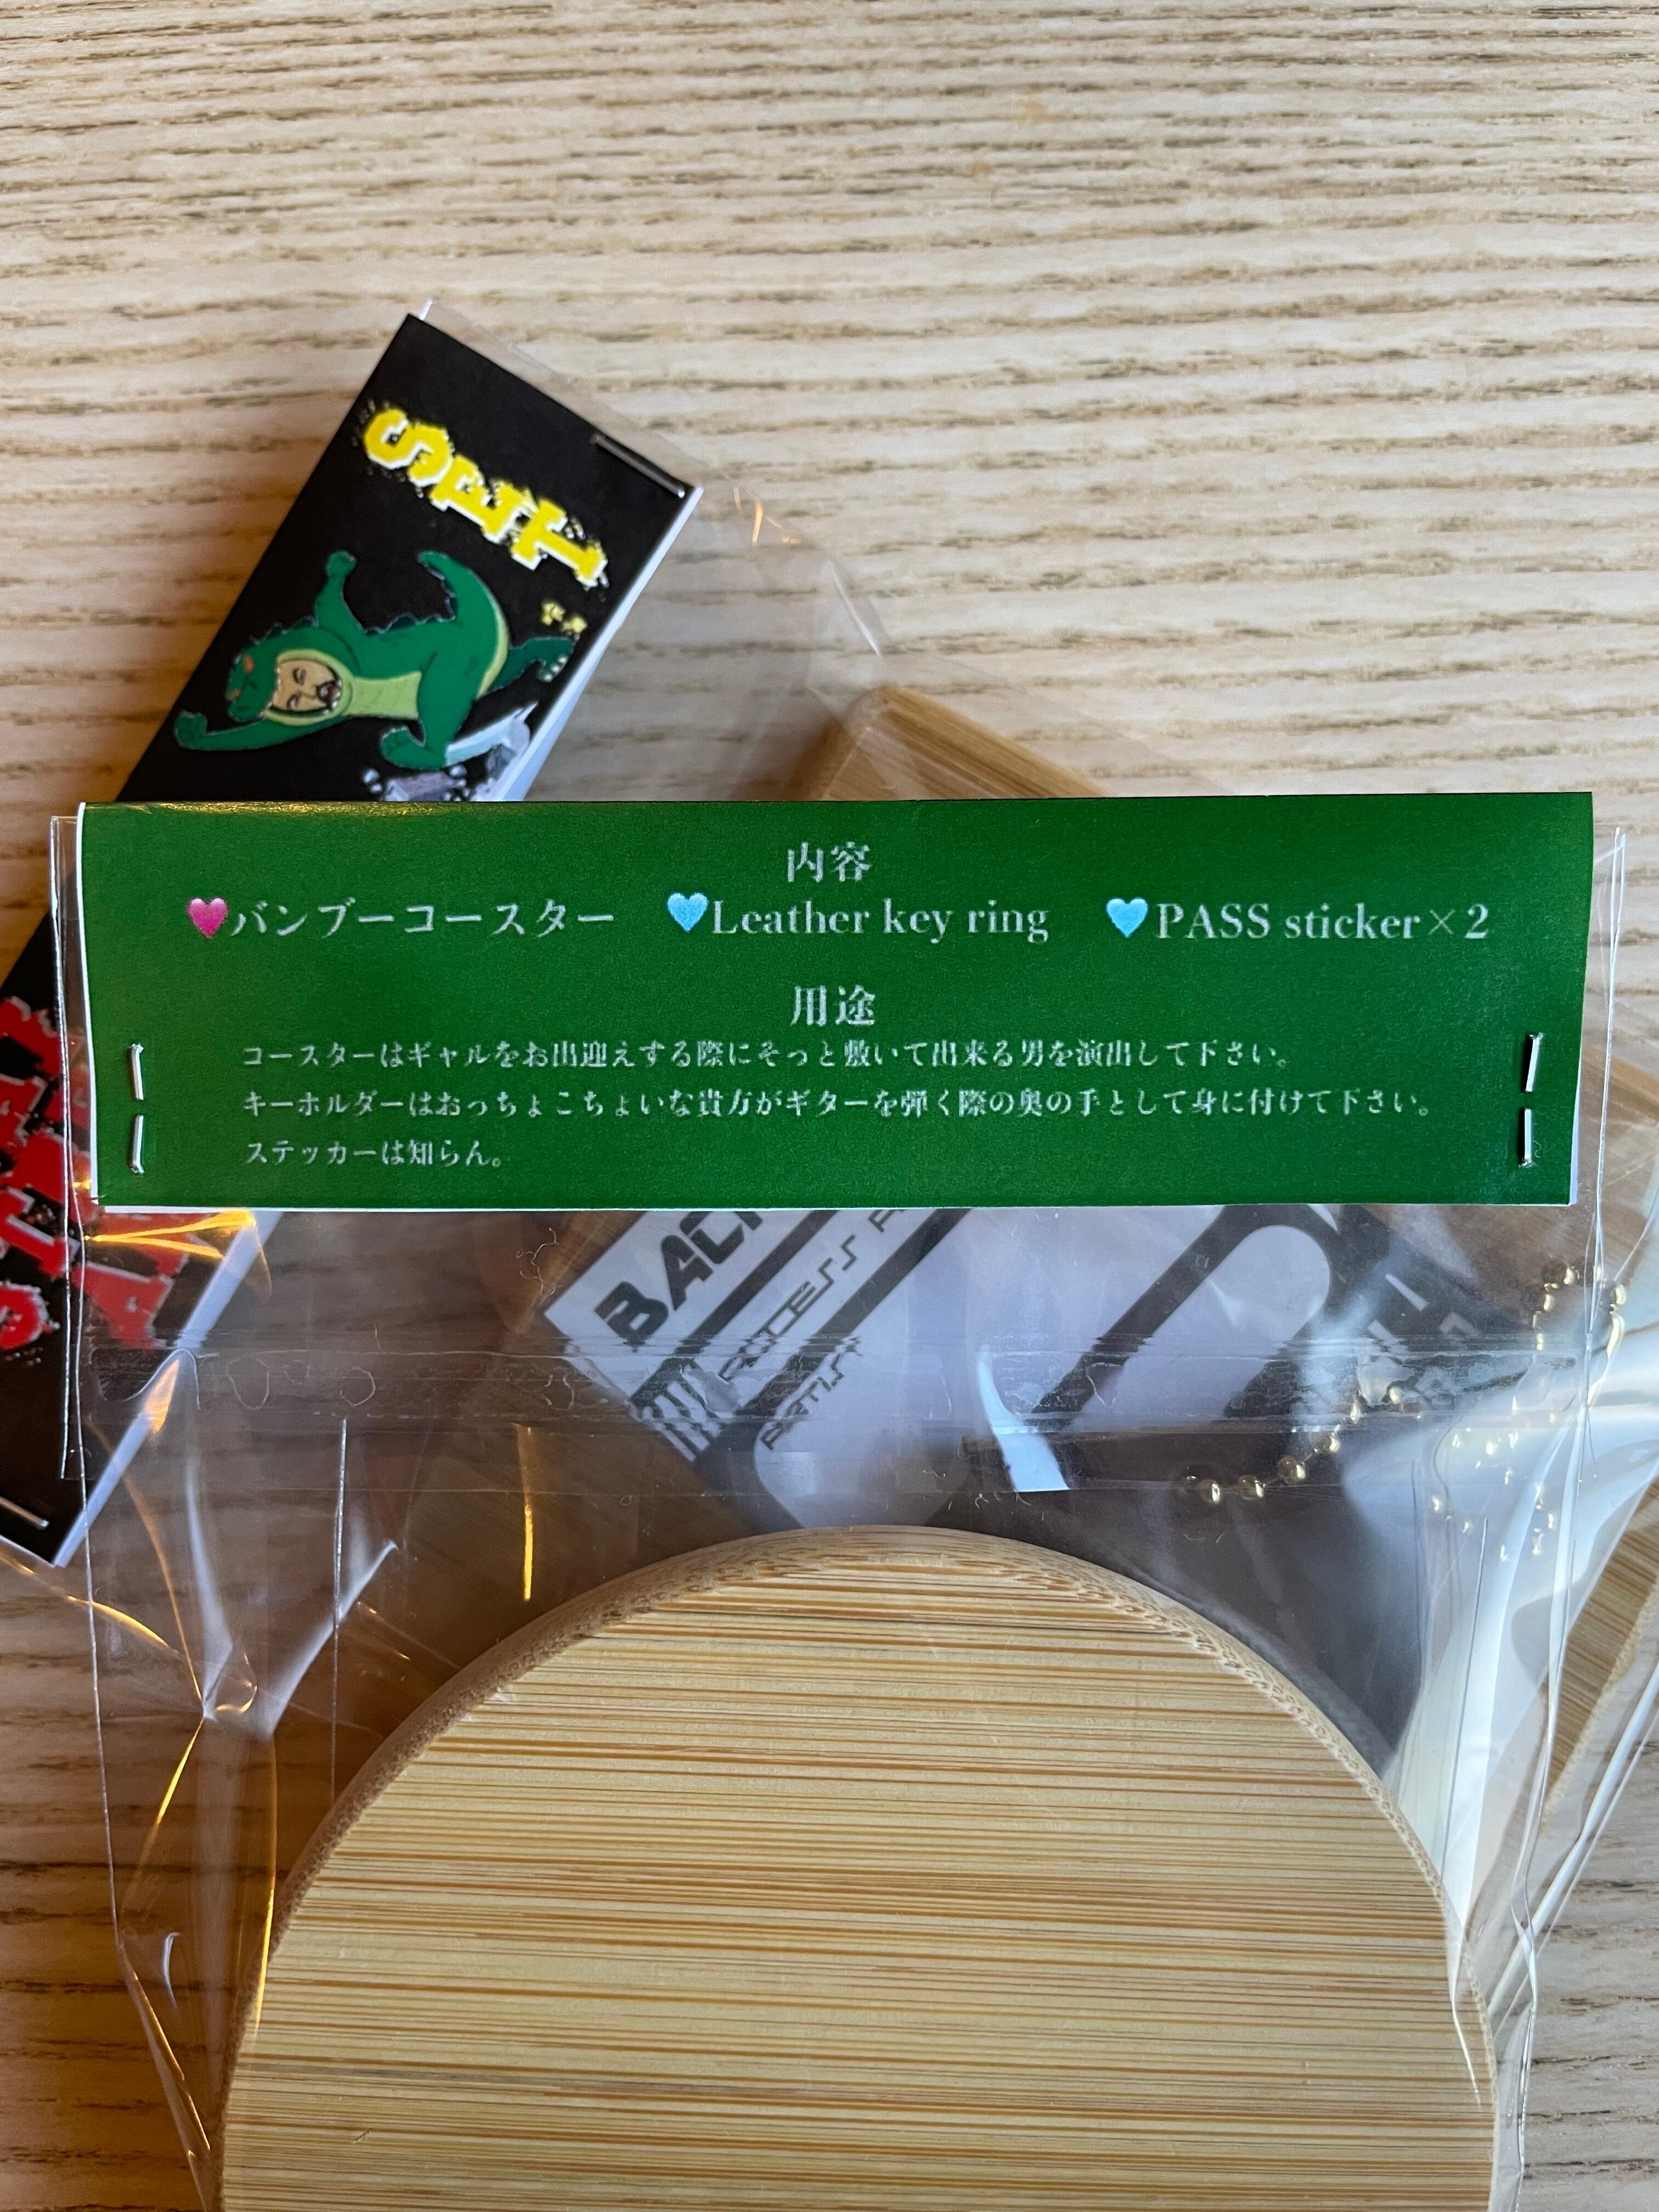 SET
内容
🩷バンブーコースター 🩵Leather key ring 🩵PASS sticker×2
用途
コースターはギャルをお出迎えする際にそっと敷いて出来る男を演出して下さい。
キーホルダーはおっちょこちょいな貴方がギターを弾く際の奥の手として身に付けて下さい。
ステッカーは知らん。